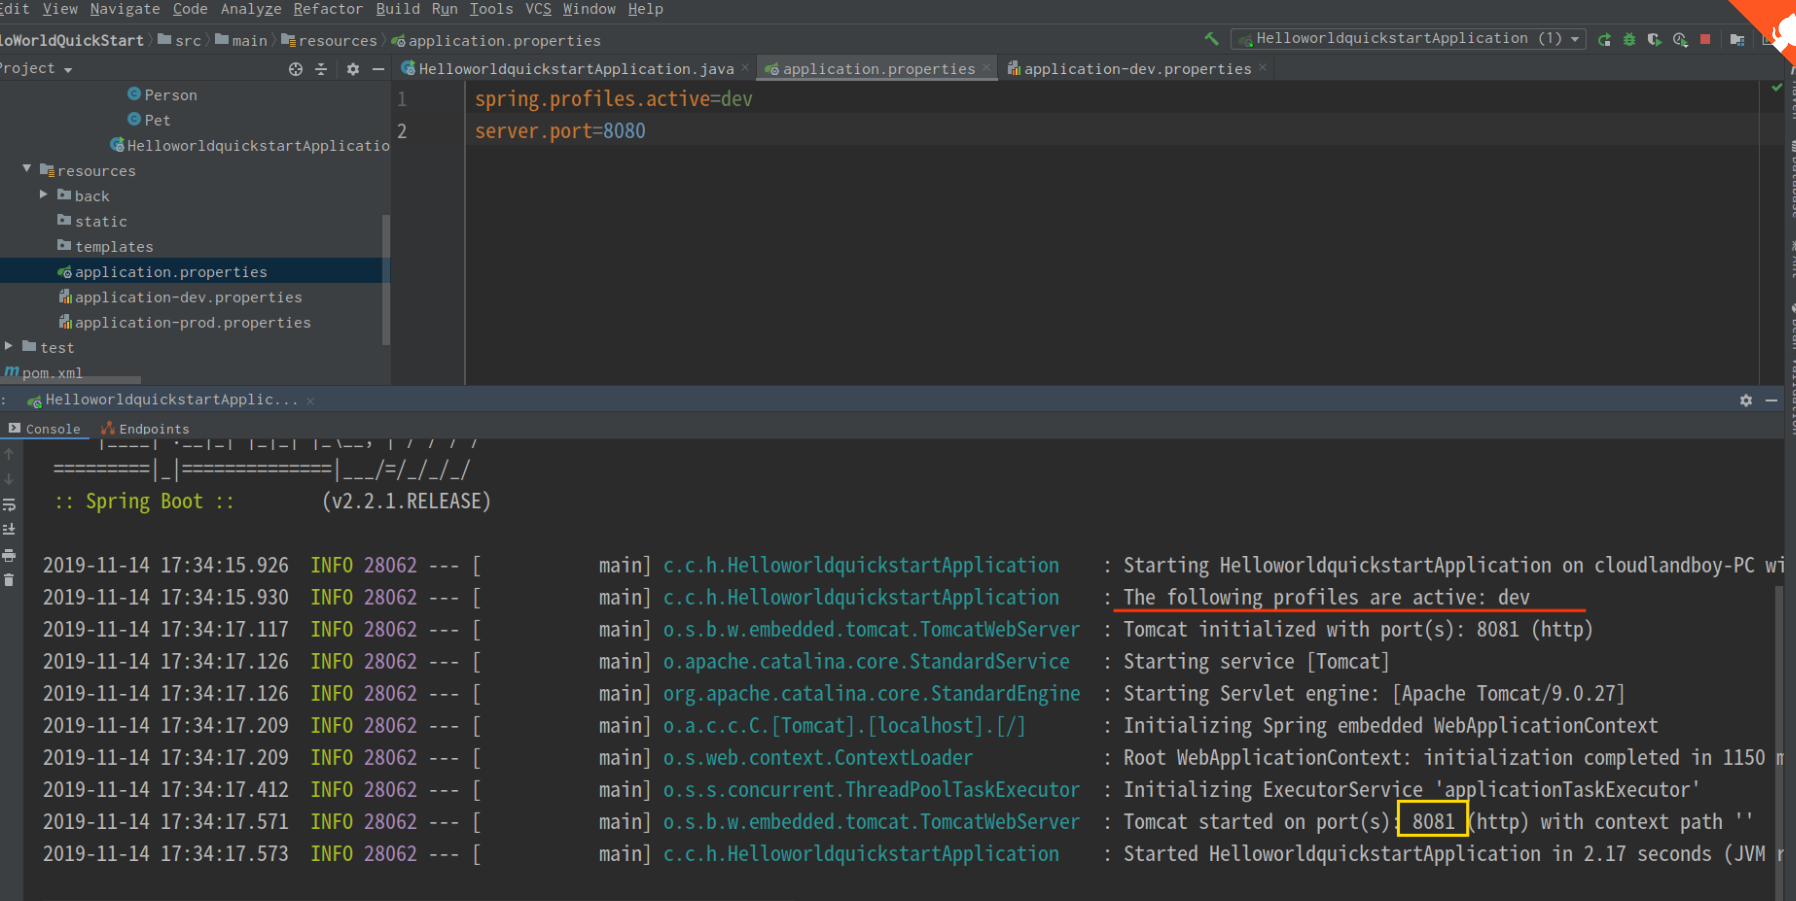 Edit View Navigate Code Analyze Refactor Build Run Tools VCS Window Help
loWorldQuickStart src main resources application.properties
HelloworldquickstartApplication (1)
Project
HelloworldquickstartApplication.java application.properties application-dev.properties
Person
Pet
HelloworldquickstartApplicatio
resources
back
static
templates
application.properties
application-dev.properties
application-prod.properties
test
pom.xml
1 spring.profiles.active=dev
2 server.port=8080
HelloworldquickstartApplic...
Console Endpoints
=========|_|==============|___/=/_/_/_/
:: Spring Boot :: (v2.2.1.RELEASE)
2019-11-14 17:34:15.926 INFO 28062 --- [ main] c.c.h.HelloworldquickstartApplication : Starting HelloworldquickstartApplication on cloudlandboy-PC wi
2019-11-14 17:34:15.930 INFO 28062 --- [ main] c.c.h.HelloworldquickstartApplication : The following profiles are active: dev
2019-11-14 17:34:17.117 INFO 28062 --- [ main] o.s.b.w.embedded.tomcat.TomcatWebServer : Tomcat initialized with port(s): 8081 (http)
2019-11-14 17:34:17.126 INFO 28062 --- [ main] o.apache.catalina.core.StandardService : Starting service [Tomcat]
2019-11-14 17:34:17.126 INFO 28062 --- [ main] org.apache.catalina.core.StandardEngine : Starting Servlet engine: [Apache Tomcat/9.0.27]
2019-11-14 17:34:17.209 INFO 28062 --- [ main] o.a.c.c.C.[Tomcat].[localhost].[/] : Initializing Spring embedded WebApplicationContext
2019-11-14 17:34:17.209 INFO 28062 --- [ main] o.s.web.context.ContextLoader : Root WebApplicationContext: initialization completed in 1150 m
2019-11-14 17:34:17.412 INFO 28062 --- [ main] o.s.s.concurrent.ThreadPoolTaskExecutor : Initializing ExecutorService 'applicationTaskExecutor'
2019-11-14 17:34:17.571 INFO 28062 --- [ main] o.s.b.w.embedded.tomcat.TomcatWebServer : Tomcat started on port(s): 8081 (http) with context path ''
2019-11-14 17:34:17.573 INFO 28062 --- [ main] c.c.h.HelloworldquickstartApplication : Started HelloworldquickstartApplication in 2.17 seconds (JVM r